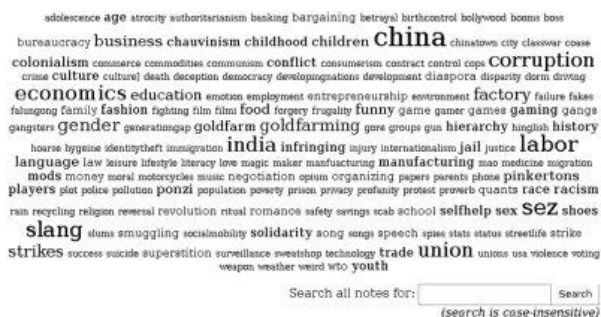 adolescence age atrocity authoritarianism banking bargaining betrayal birthcontrol bollywood booms boss
bureaucracy business chauvinism childhood children china chinatown city classwar coase
colonialism commerce commodities communism conflict consumerism contract control cops corruption
crime culture culture] death deception democracy developingnations development diaspora disparity dorm driving
economics education emotion employment entrepreneurship environment factory failure fakes
falungong family fashion fighting film filmi food forgery frugality funny game gamer games gaming gangs
gangsters gender generationgap goldfarm goldfarming gore groups gun hierarchy hinglish history
hoarse hygeine identitytheft immigration india infringing injury internationalism jail justice labor
language law leisure lifestyle literacy love magic maker manfuacturing manufacturing mao medicine migration
mods money moral motorcycles music negotiation opium organizing papers parents phone pinkertons
players plot police pollution ponzi population poverty prison privacy profanity protest proverb quants race racism
rain recycling religion reversal revolution ritual romance safety savings scab school selfhelp sex sez shoes
slang slums smuggling socialmobility solidarity song songs speech spies stats status streetlife strike
strikes success suicide superstition surveillance sweatshop technology trade union unions usa violence voting
weapon weather weird wto youth
Search all notes for: Search
(search is case-insensitive)